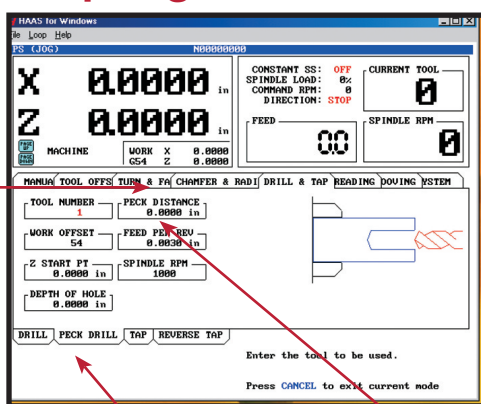 HAAS for Windows
ile Loop Help
PS (JOG) N00000000
X 0.0000 in
Z 0.0000 in
PAGE UP
PAGE DOWN
MACHINE
WORK X 0.0000
G54 Z 0.0000
CONSTANT SS: OFF
SPINDLE LOAD: 0%
COMMAND RPM: 0
DIRECTION: STOP
CURRENT TOOL
0
FEED
0.0
SPINDLE RPM
0
MANUA TOOL OFFS TURN & FA CHAMFER & RADI DRILL & TAP READING OOVING YSTEM
TOOL NUMBER
1
PECK DISTANCE
0.0000 in
WORK OFFSET
54
FEED PER REV
0.0030 in
Z START PT
0.0000 in
SPINDLE RPM
1000
DEPTH OF HOLE
0.0000 in
DRILL PECK DRILL TAP REVERSE TAP
Enter the tool to be used.
Press CANCEL to exit current mode